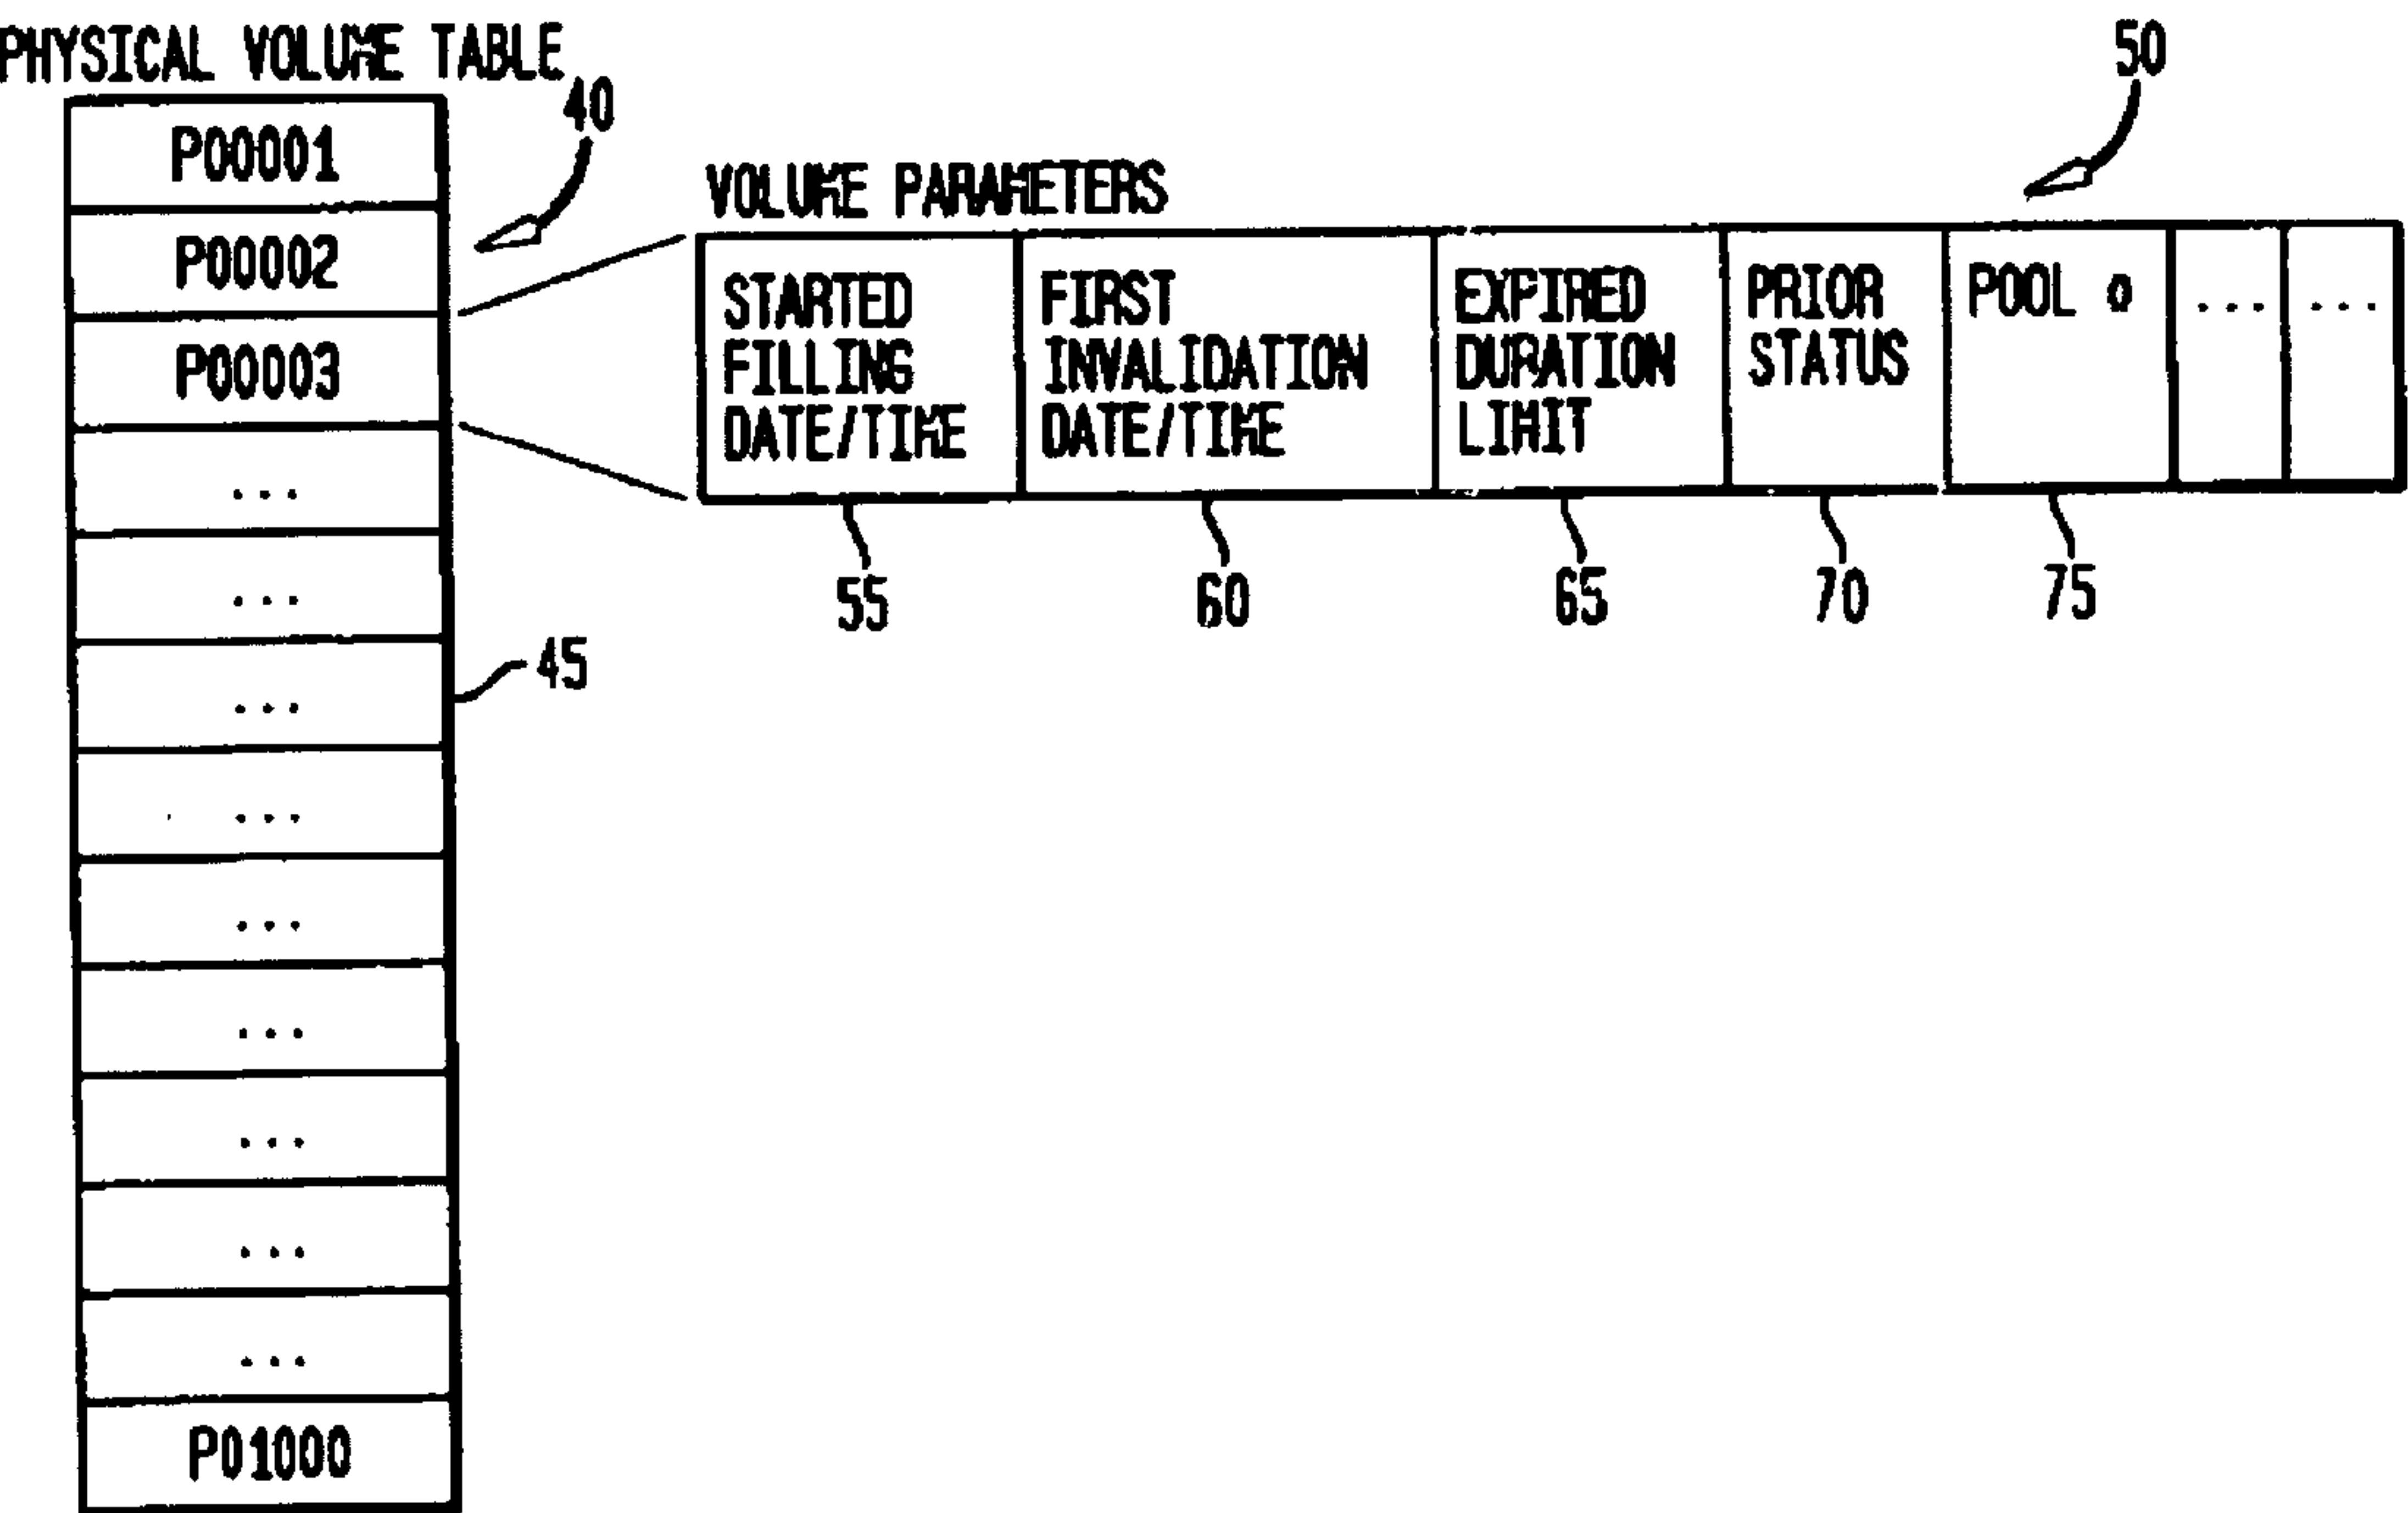 PHYSICAL VOLUME TABLE
40
50
P00001
P00002
P00003
...
...
...
...
...
...
...
...
...
P01000
45
VOLUME PARAMETERS
STARTED
FILLING
DATE/TIME
FIRST
INVALIDATION
DATE/TIME
EXPIRED
DURATION
LIMIT
PRIOR
STATUS
POOL
...
...
55
60
65
70
75